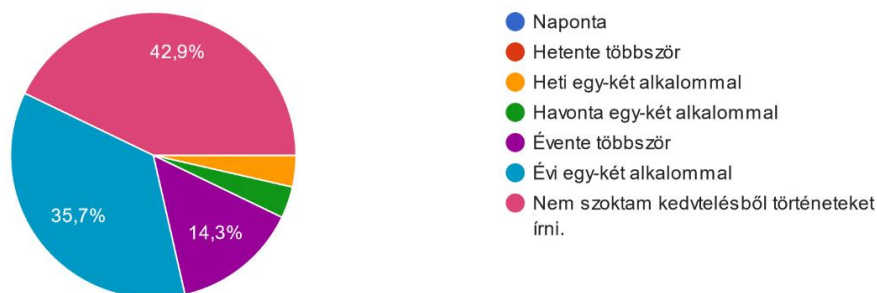 42,9%
35,7%
14,3%
Naponta
Hetente többször
Heti egy-két alkalommal
Havonta egy-két alkalommal
Évente többször
Évi egy-két alkalommal
Nem szoktam kedvtelésből történeteket
írni.